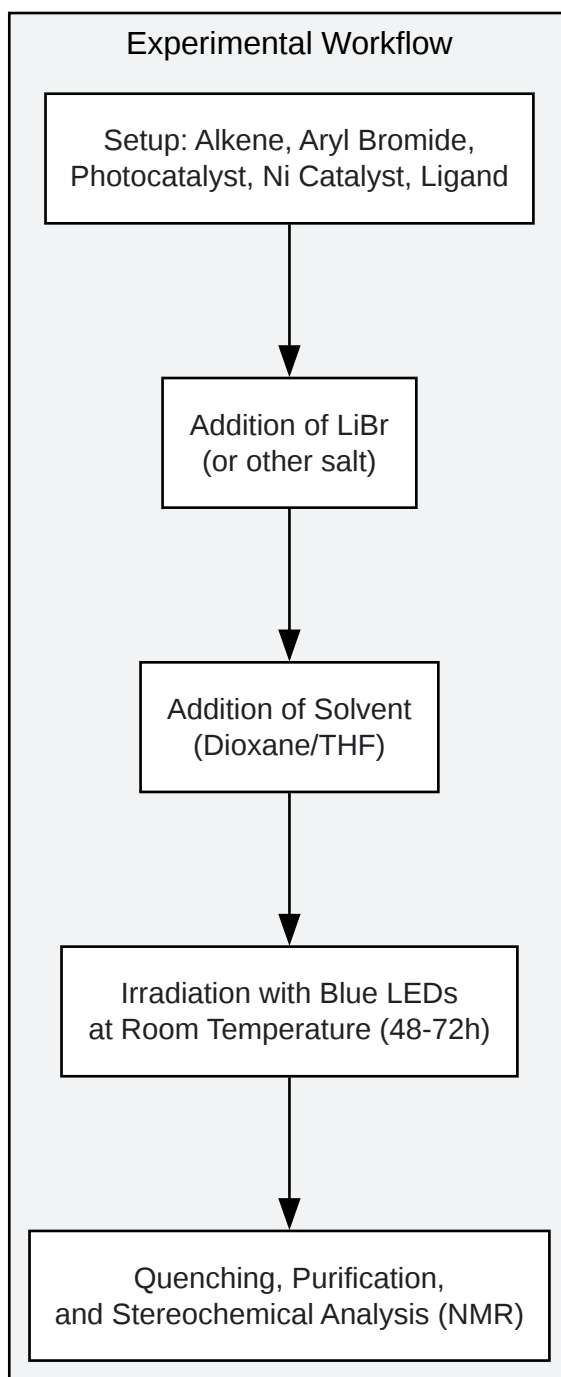 Experimental Workflow
Setup: Alkene, Aryl Bromide,
Photocatalyst, Ni Catalyst, Ligand
Addition of LiBr
(or other salt)
Addition of Solvent
(Dioxane/THF)
Irradiation with Blue LEDs
at Room Temperature (48-72h)
Quenching, Purification,
and Stereochemical Analysis (NMR)